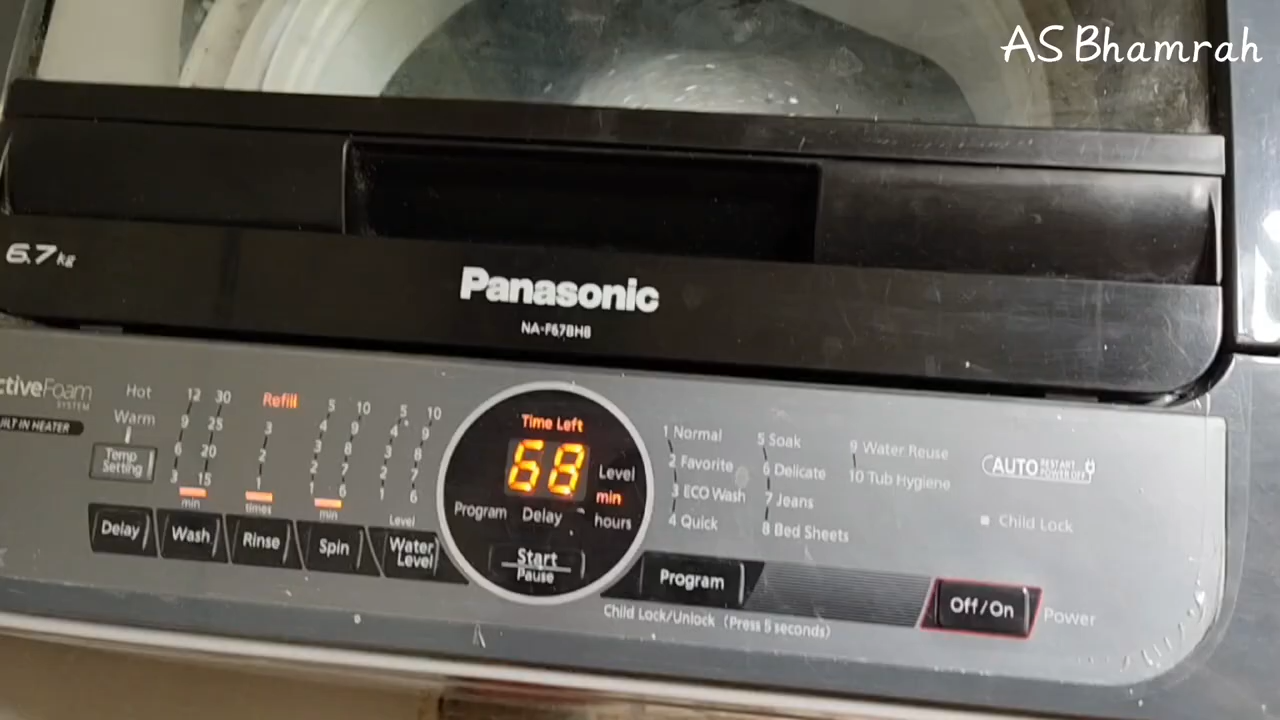 AS Bhamrah
6.7 kg
Panasonic
NA-F67BH8
ctiveFoam
SYSTEM
ILT IN HEATER
Hot
Warm
Temp Setting
12 30
9 25
6 20
3 15
min
Refill
3
2
1
times
5 10
4 9
3 8
2 7
1 6
min
5 10
4 9
3 8
2 7
1 6
Level
Delay
Wash
Rinse
Spin
Water Level
Time Left
68
Level
min
hours
Program Delay
Start
Pause
1 Normal
2 Favorite
3 ECO Wash
4 Quick
5 Soak
6 Delicate
7 Jeans
8 Bed Sheets
9 Water Reuse
10 Tub Hygiene
AUTO RESTART
POWER OFF
Child Lock
Program
Off/On
Power
Child Lock/Unlock (Press 5 seconds)